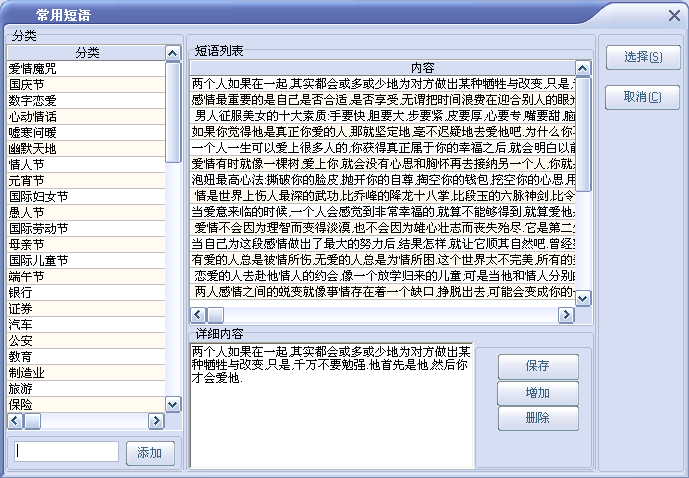 常用短语
分类
分类
爱情魔咒
国庆节
数字恋爱
心动情话
嘘寒问暖
幽默天地
情人节
元宵节
国际妇女节
愚人节
国际劳动节
母亲节
国际儿童节
端午节
银行
证券
汽车
公安
教育
制造业
旅游
保险
添加
短语列表
内容
两个人如果在一起,其实都会或多或少地为对方做出某种牺牲与改变,只是,
感情最重要的是自己是否合适,是否享受,无谓把时间浪费在迎合别人的眼光
男人征服美女的十大素质:手要快,胆要大,步要紧,皮要厚,心要专,嘴要甜,脑
如果你觉得他是真正你爱的人,那就坚定地,毫不迟疑地去爱他吧,为什么你不
一个人一生可以爱上很多人的,你获得真正属于你的幸福之后,就会明白以前
爱情有时就像一棵树,爱上你,就会没有心思和胸怀再去接纳另一个人,你就
泡妞最高心法:撕破你的脸皮,抛开你的自尊,掏空你的钱包,挖空你的心思,用
情是世界上伤人最深的武功,比乔峰的降龙十八掌,比段玉的六脉神剑,比令
当爱意来临的时候,一个人会感觉到非常幸福的,就算不能够得到,就算爱他
爱情不会因为理智而变得淡漠,也不会因为雄心壮志而丧失殆尽.它是第二
当自己为这段感情做出了最大的努力后,结果怎样,就让它顺其自然吧.曾经
有爱的人总是被情所伤,无爱的人总是为情所困.这个世界太不完美,所有的
恋爱的人去赴他情人的约会,像一个放学归来的儿童,可是当他和情人分别
两人感情之间的蜕变就像事情存在着一个缺口,挣脱出去,可能会变成你的
详细内容
两个人如果在一起,其实都会或多或少地为对方做出某
种牺牲与改变,只是,千万不要勉强.他首先是他,然后你
才会爱他.
保存
增加
删除
选择(S)
取消(C)